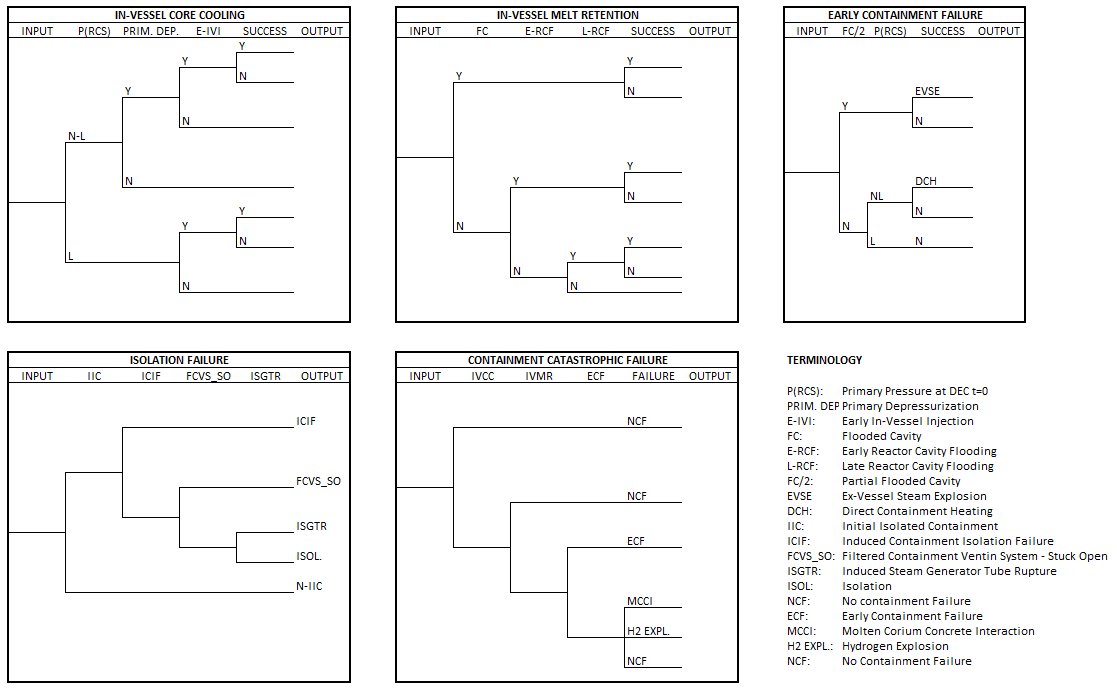 IN-VESSEL CORE COOLING
INPUT P(RCS) PRIM. DEP. E-IVI SUCCESS OUTPUT
Y
Y
N
Y
N
N-L
N
Y
Y
N
L
N
IN-VESSEL MELT RETENTION
INPUT FC E-RCF L-RCF SUCCESS OUTPUT
Y
Y
N
Y
Y
N
N
Y
Y
N
N
N
EARLY CONTAINMENT FAILURE
INPUT FC/2 P(RCS) SUCCESS OUTPUT
EVSE
Y
N
DCH
NL
N
N
L N
ISOLATION FAILURE
INPUT IIC ICIF FCVS_SO ISGTR OUTPUT
ICIF
FCVS_SO
ISGTR
ISOL.
N-IIC
CONTAINMENT CATASTROPHIC FAILURE
INPUT IVCC IVMR ECF FAILURE OUTPUT
NCF
NCF
ECF
MCCI
H2 EXPL.
NCF
TERMINOLOGY
P(RCS): Primary Pressure at DEC t=0
PRIM. DEP Primary Depressurization
E-IVI: Early In-Vessel Injection
FC: Flooded Cavity
E-RCF: Early Reactor Cavity Flooding
L-RCF: Late Reactor Cavity Flooding
FC/2: Partial Flooded Cavity
EVSE Ex-Vessel Steam Explosion
DCH: Direct Containment Heating
IIC: Initial Isolated Containment
ICIF: Induced Containment Isolation Failure
FCVS_SO: Filtered Containment Ventin System - Stuck Open
ISGTR: Induced Steam Generator Tube Rupture
ISOL: Isolation
NCF: No containment Failure
ECF: Early Containment Failure
MCCI: Molten Corium Concrete Interaction
H2 EXPL.: Hydrogen Explosion
NCF: No Containment Failure